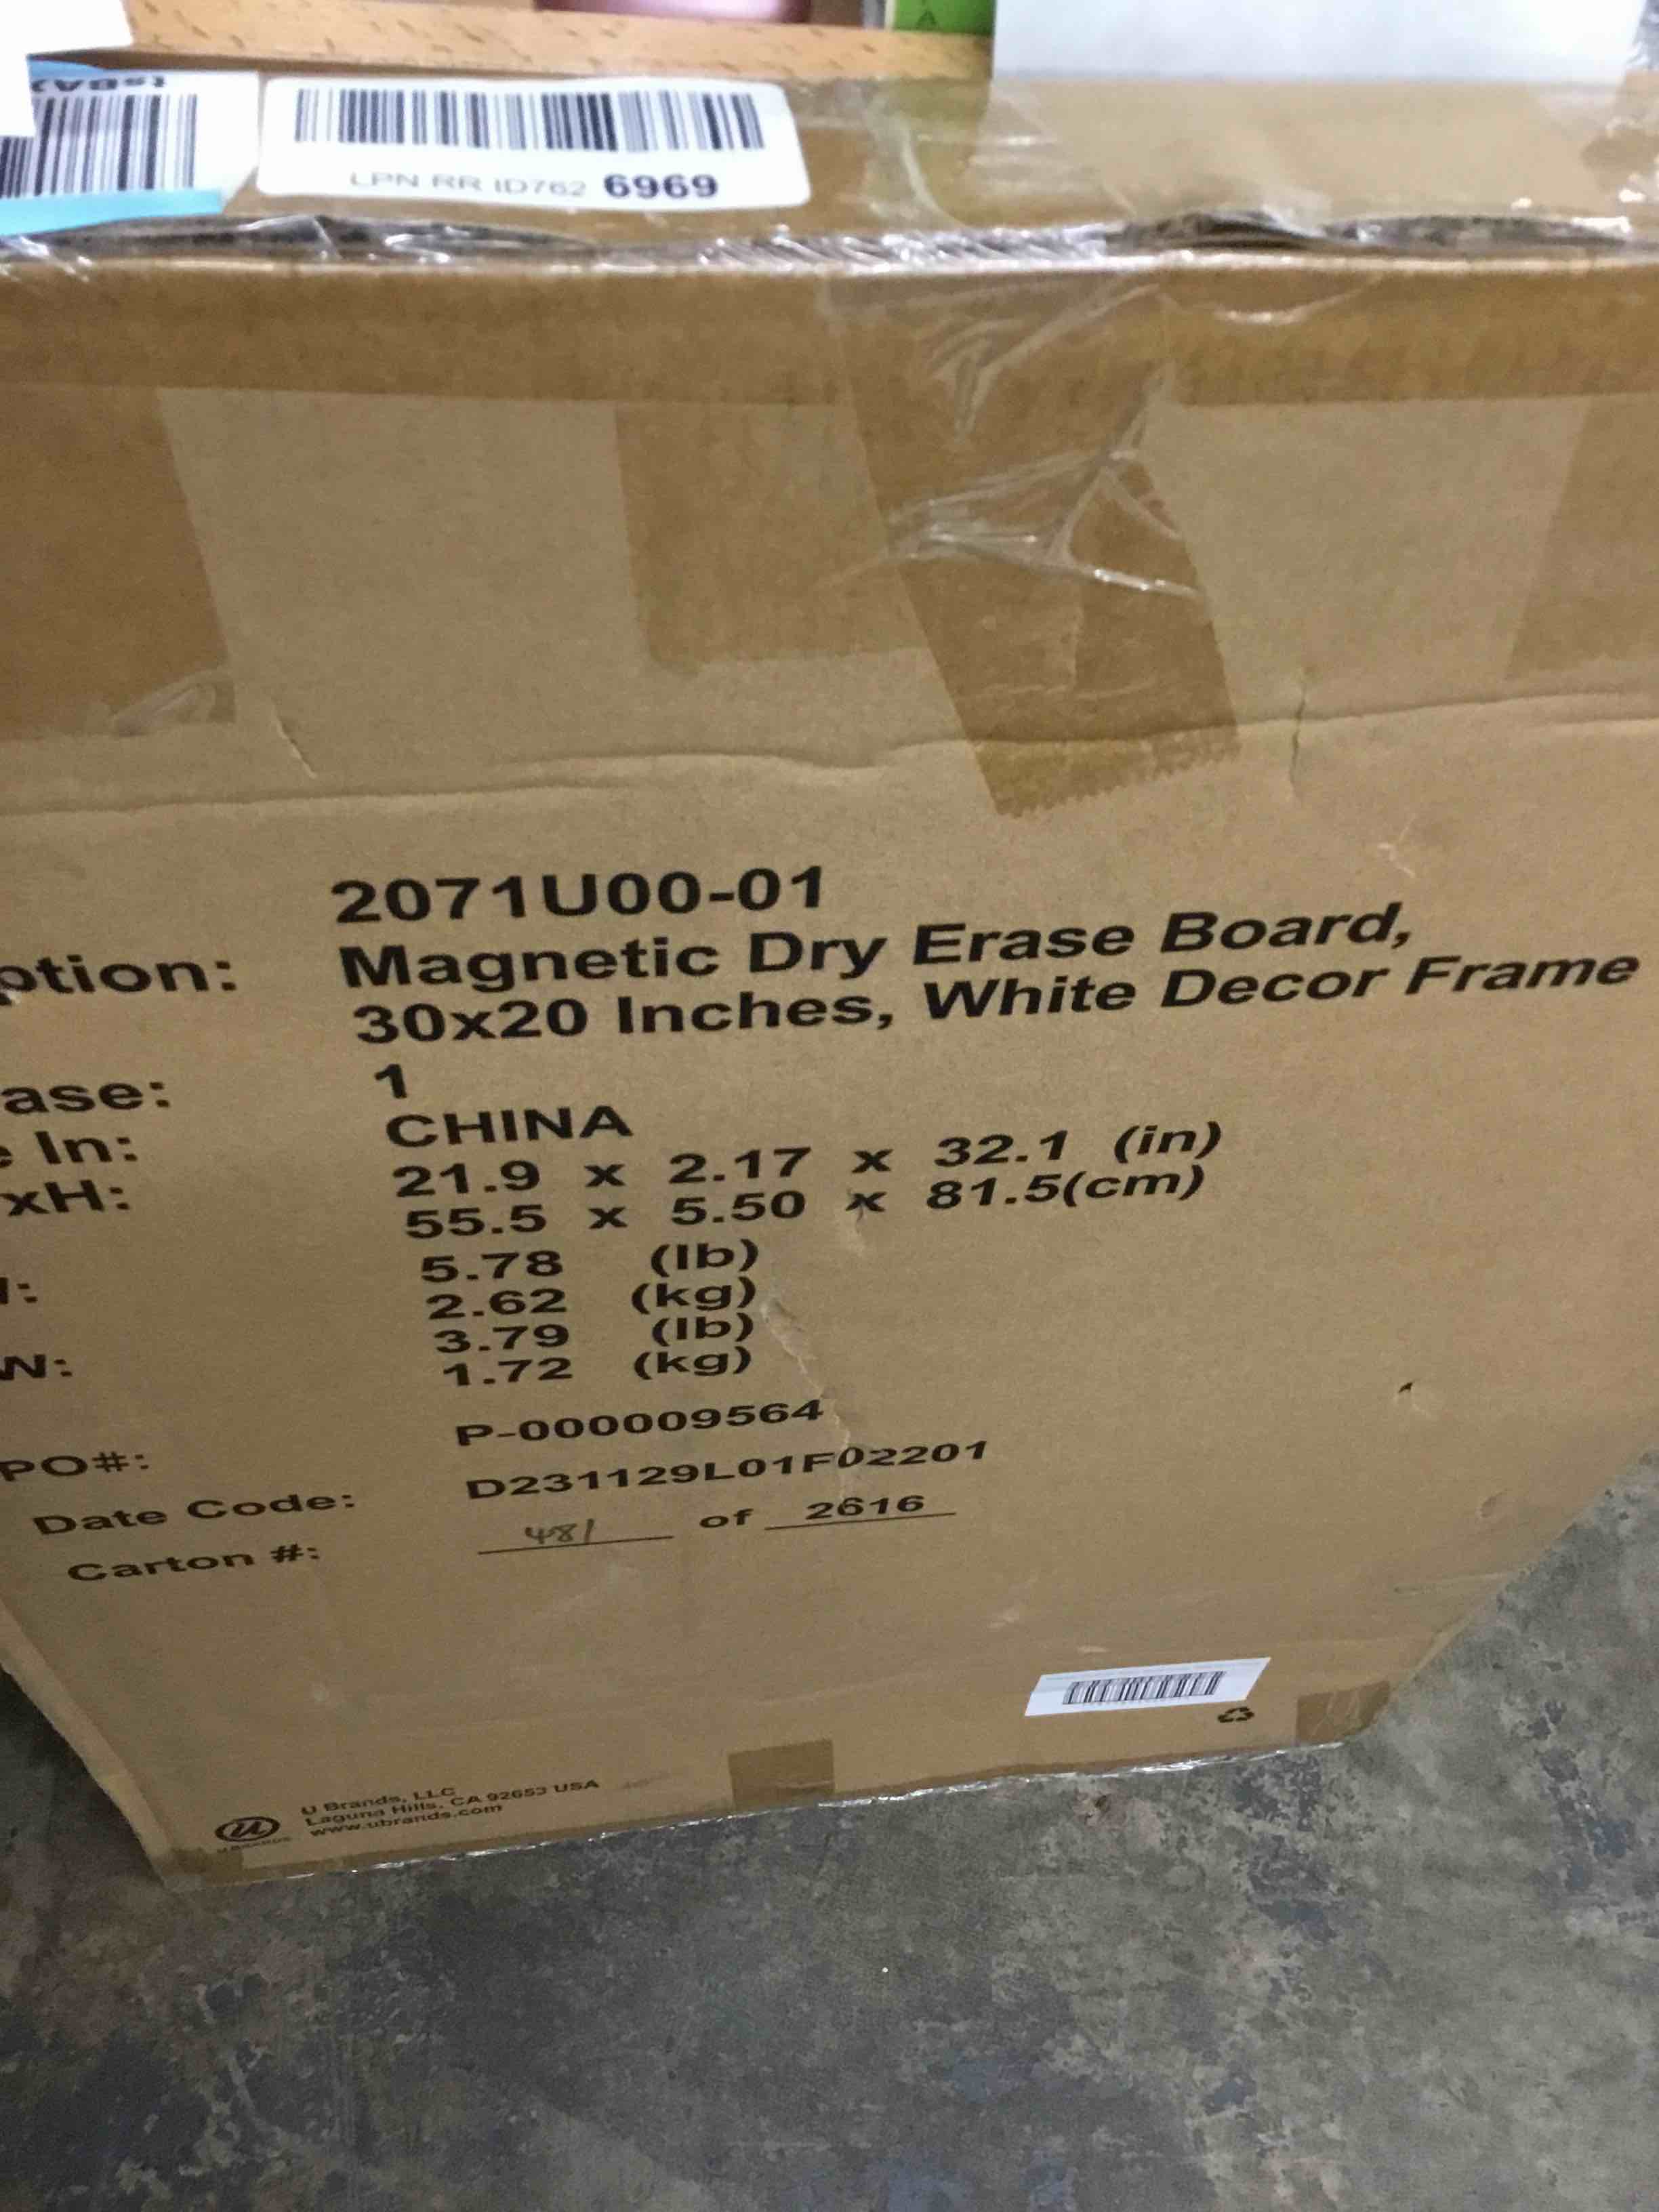 tsBA
LPN RR ID762 6969
2071U00-01
ption: Magnetic Dry Erase Board,
30x20 Inches, White Decor Frame
ase: 1
e In: CHINA
xH: 21.9 x 2.17 x 32.1 (in)
55.5 x 5.50 x 81.5(cm)
5.78 (lb)
2.62 (kg)
3.79 (lb)
W: 1.72 (kg)
PO#: P-000009564
Date Code: D231129L01F02201
Carton #: 481 of 2616
U Brands, LLC
Laguna Hills, CA 92653 USA
www.ubrands.com
U BRANDS